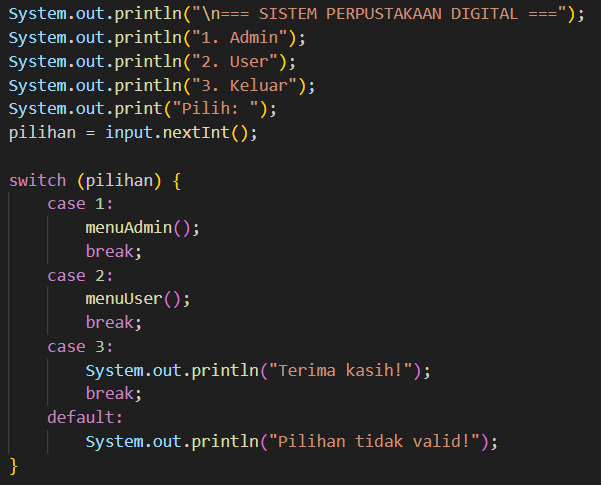 System.out.println("\n=== SISTEM PERPUSTAKAAN DIGITAL ===");
System.out.println("1. Admin");
System.out.println("2. User");
System.out.println("3. Keluar");
System.out.print("Pilih: ");
pilihan = input.nextInt();

switch (pilihan) {
    case 1:
        menuAdmin();
        break;
    case 2:
        menuUser();
        break;
    case 3:
        System.out.println("Terima kasih!");
        break;
    default:
        System.out.println("Pilihan tidak valid!");
}